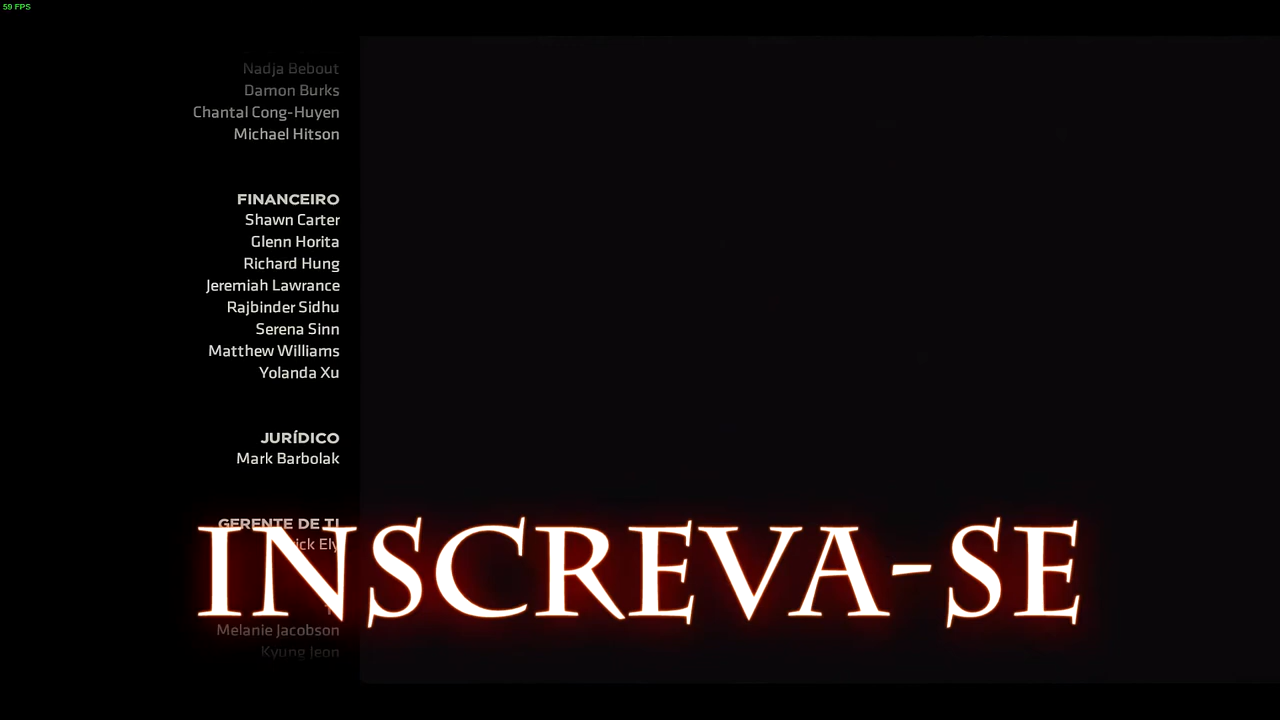 59 FPS
Nadja Bebout
Damon Burks
Chantal Cong-Huyen
Michael Hitson
FINANCEIRO
Shawn Carter
Glenn Horita
Richard Hung
Jeremiah Lawrance
Rajbinder Sidhu
Serena Sinn
Matthew Williams
Yolanda Xu
JURÍDICO
Mark Barbolak
GERENTE DE TI
Ely
INSCREVA-SE
Melanie Jacobson
Kyung Jeon